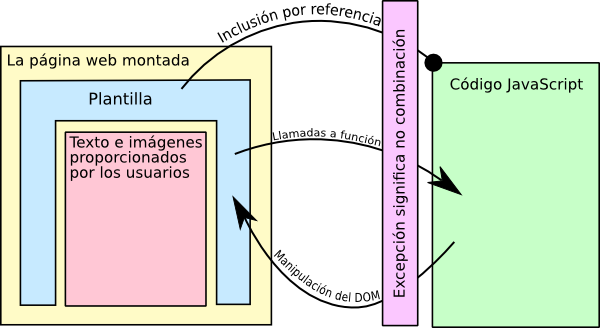 Inclusión por referencia
La página web montada
Plantilla
Texto e imágenes
proporcionados
por los usuarios
Llamadas a función
Manipulación del DOM
Excepción significa no combinación
Código JavaScript